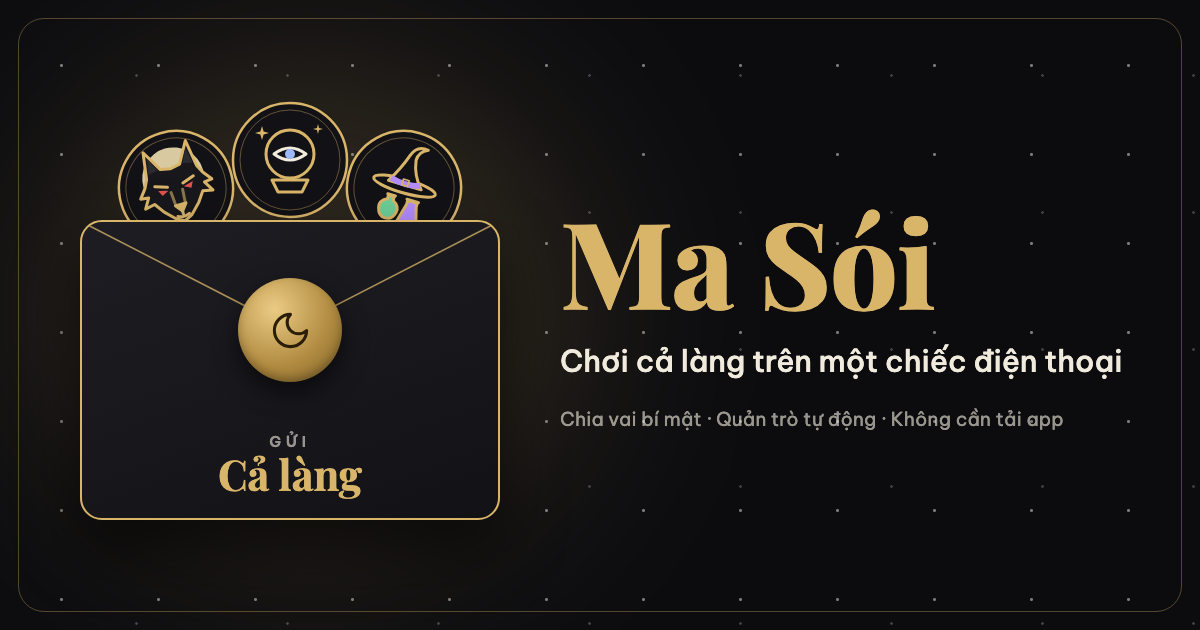 GỬI
Cả làng
Ma Sói
Chơi cả làng trên một chiếc điện thoại
Chia vai bí mật · Quản trò tự động · Không cần tải app